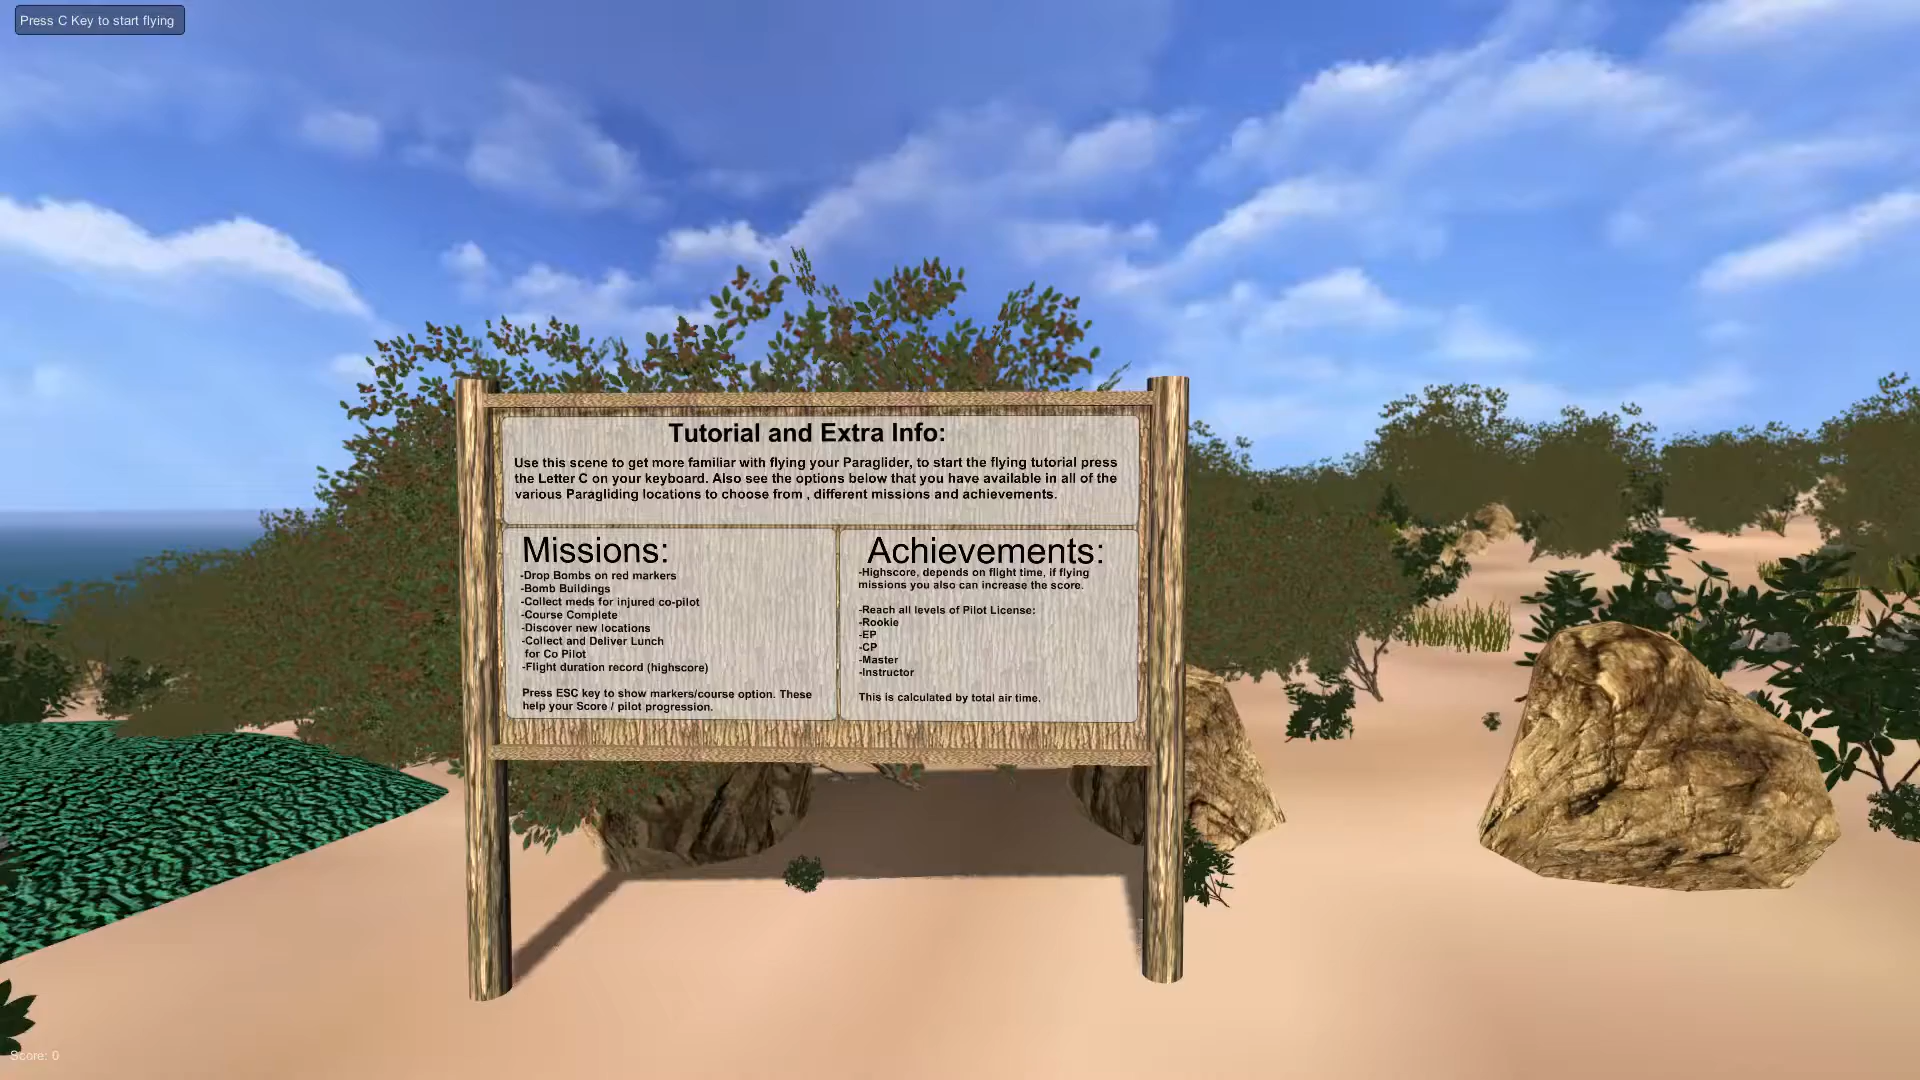 Press C Key to start flying
Tutorial and Extra Info:
Use this scene to get more familiar with flying your Paraglider, to start the flying tutorial press
the Letter C on your keyboard. Also see the options below that you have available in all of the
various Paragliding locations to choose from , different missions and achievements.
Missions:
-Drop Bombs on red markers
-Bomb Buildings
-Collect meds for injured co-pilot
-Course Complete
-Discover new locations
-Collect and Deliver Lunch
for Co Pilot
-Flight duration record (highscore)
Press ESC key to show markers/course option. These
help your Score / pilot progression.
Achievements:
-Highscore, depends on flight time, if flying
missions you also can increase the score.
-Reach all levels of Pilot License:
-Rookie
-EP
-CP
-Master
-Instructor
This is calculated by total air time.
Score: 0